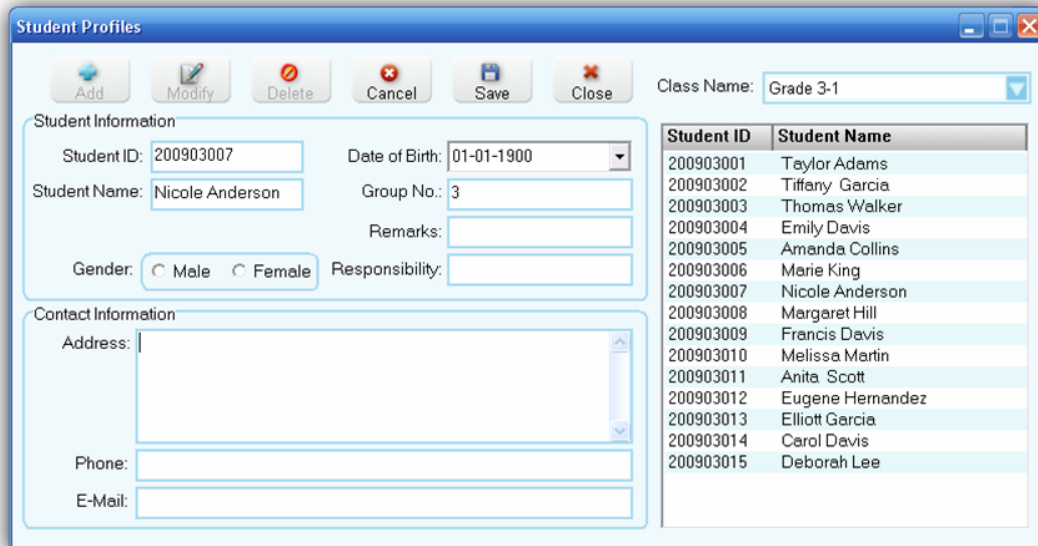 Student Profiles
Add Modify Delete Cancel Save Close
Class Name: Grade 3-1
Student Information
Student ID: 200903007 Date of Birth: 01-01-1900
Student Name: Nicole Anderson Group No.: 3
Remarks:
Gender: Male Female Responsibility:
Contact Information
Address:
Phone:
E-Mail:
Student ID Student Name
200903001 Taylor Adams
200903002 Tiffany Garcia
200903003 Thomas Walker
200903004 Emily Davis
200903005 Amanda Collins
200903006 Marie King
200903007 Nicole Anderson
200903008 Margaret Hill
200903009 Francis Davis
200903010 Melissa Martin
200903011 Anita Scott
200903012 Eugene Hernandez
200903013 Elliott Garcia
200903014 Carol Davis
200903015 Deborah Lee